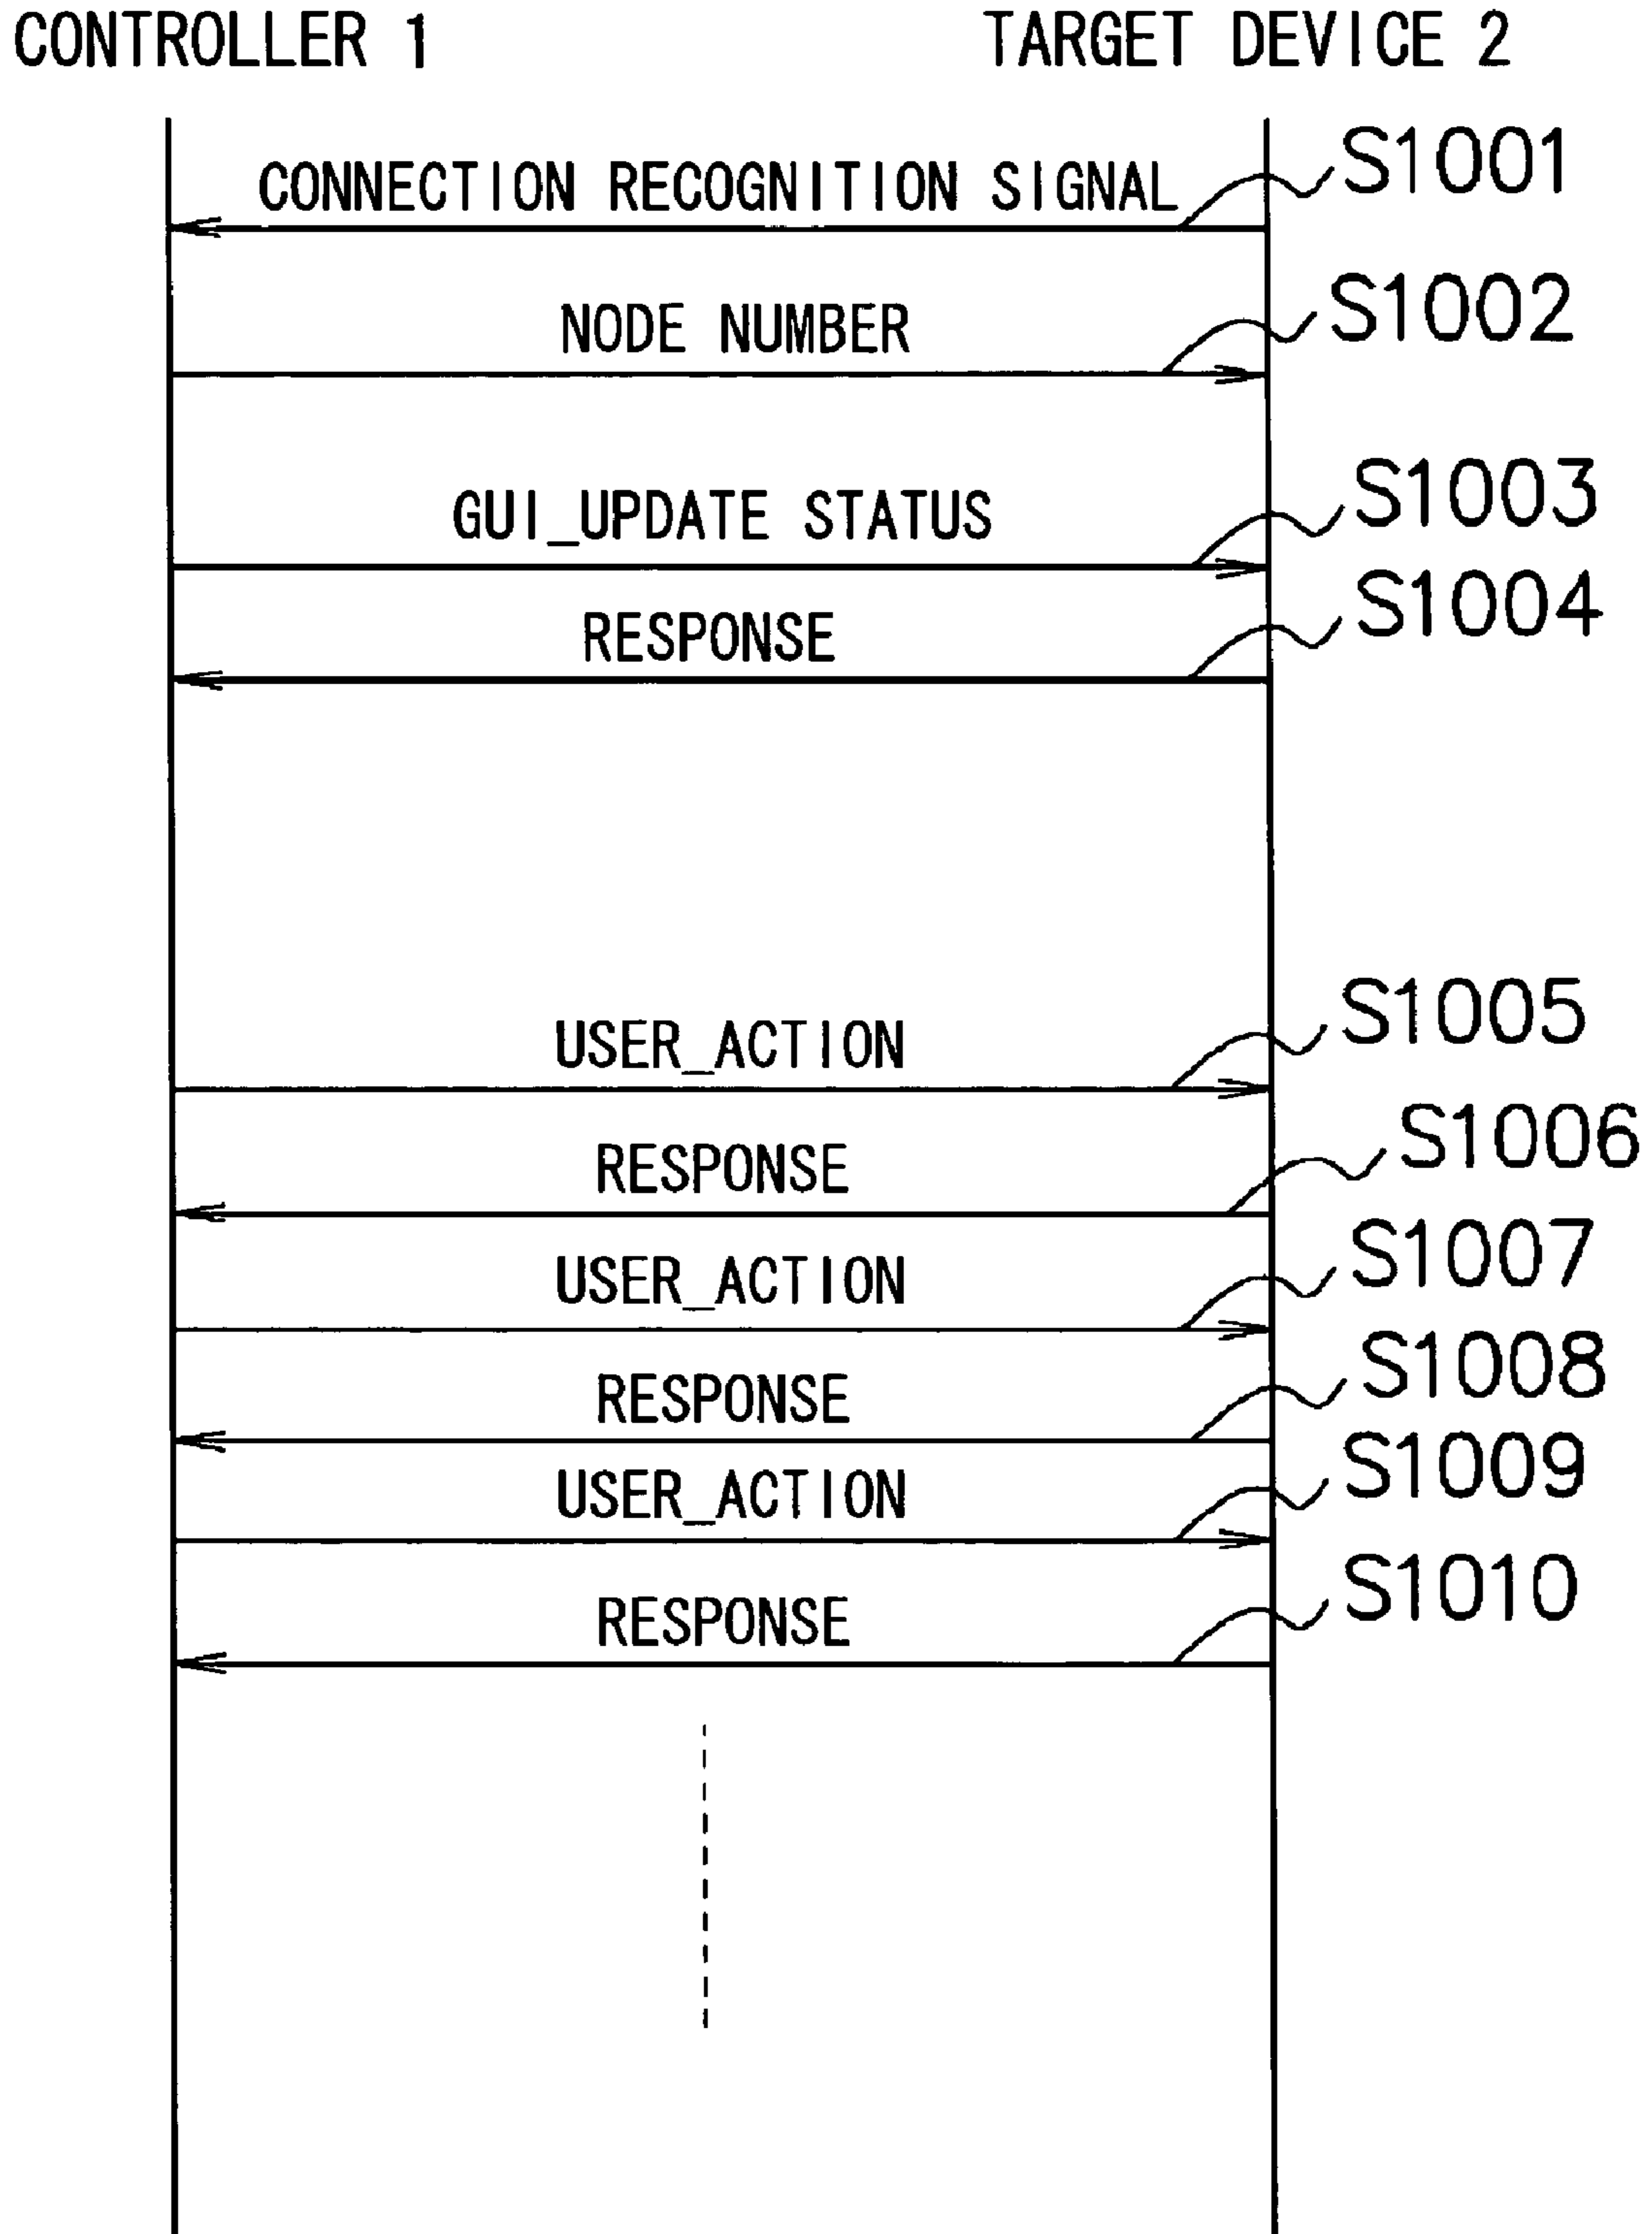 CONTROLLER 1 TARGET DEVICE 2
CONNECTION RECOGNITION SIGNAL S1001
NODE NUMBER S1002
GUI_UPDATE STATUS S1003
RESPONSE S1004
USER_ACTION S1005
RESPONSE S1006
USER_ACTION S1007
RESPONSE S1008
USER_ACTION S1009
RESPONSE S1010